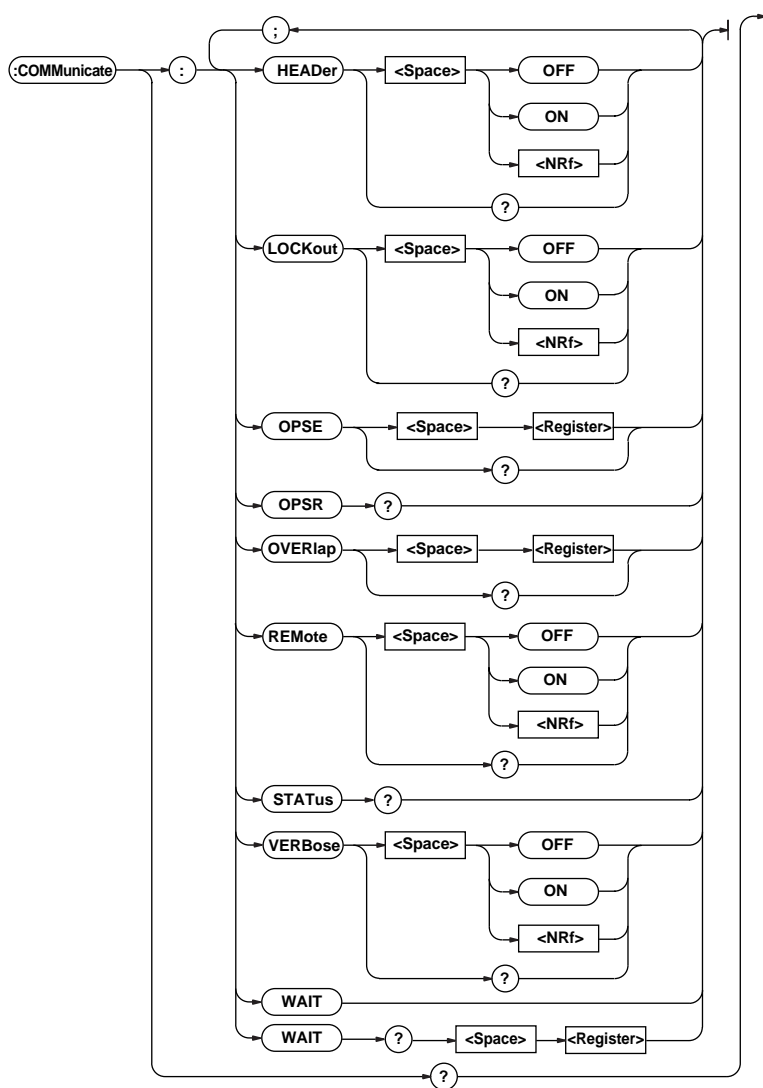 ;
:COMMunicate : HEADer <Space> OFF
ON
<NRf>
?
LOCKout <Space> OFF
ON
<NRf>
?
OPSE <Space> <Register>
?
OPSR ?
OVERlap <Space> <Register>
?
REMote <Space> OFF
ON
<NRf>
?
STATus ?
VERBose <Space> OFF
ON
<NRf>
?
WAIT
WAIT ? <Space> <Register>
?